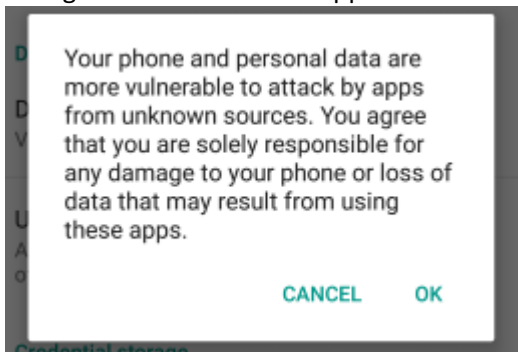 D
Your phone and personal data are
more vulnerable to attack by apps
from unknown sources. You agree
that you are solely responsible for
any damage to your phone or loss of
data that may result from using
these apps.
D
V
U
A
o
CANCEL OK
Credential storage